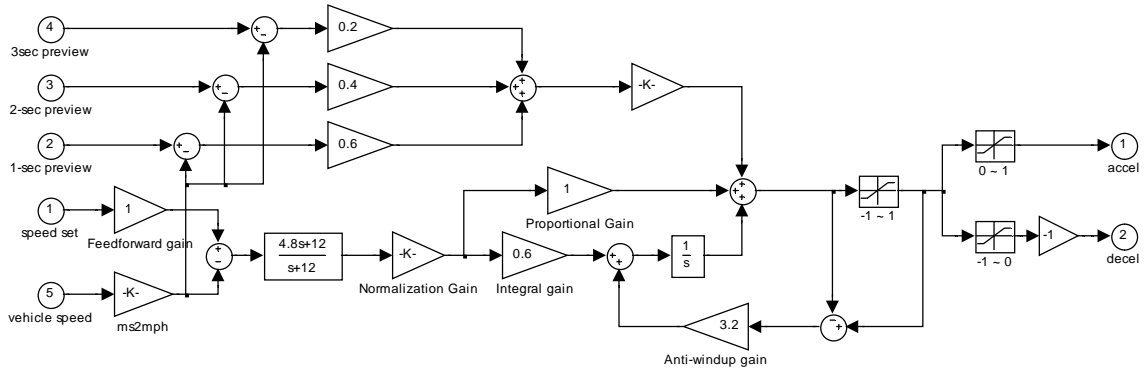 4
3sec preview
+
−
0.2
3
2-sec preview
+
−
0.4
+
+
+
-K-
2
1-sec preview
+
−
0.6
1
speed set
1
Feedforward gain
+
−
4.8s+12
s+12
-K-
Normalization Gain
1
Proportional Gain
0.6
Integral gain
+
+
1
s
+
+
+
-1 ~ 1
0 ~ 1
1
accel
-1 ~ 0
-1
2
decel
5
vehicle speed
-K-
ms2mph
3.2
Anti-windup gain
−
+